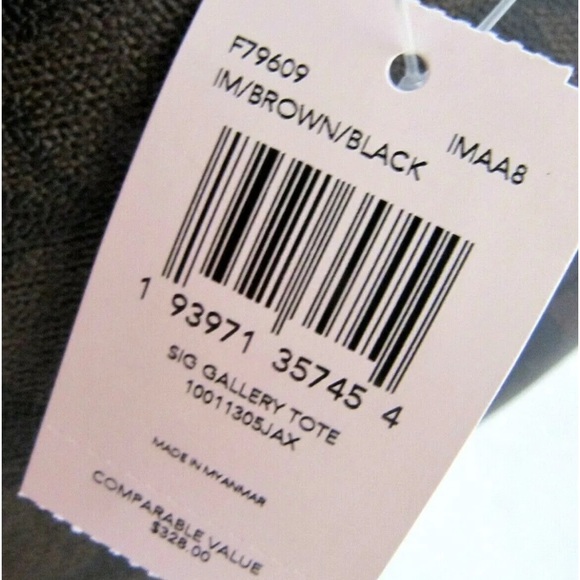 F79609
IM/BROWN/BLACK IMAA8
1 93971 35745 4
SIG GALLERY TOTE
10011305JAX
MADE IN MYANMAR
COMPARABLE VALUE
$328.00